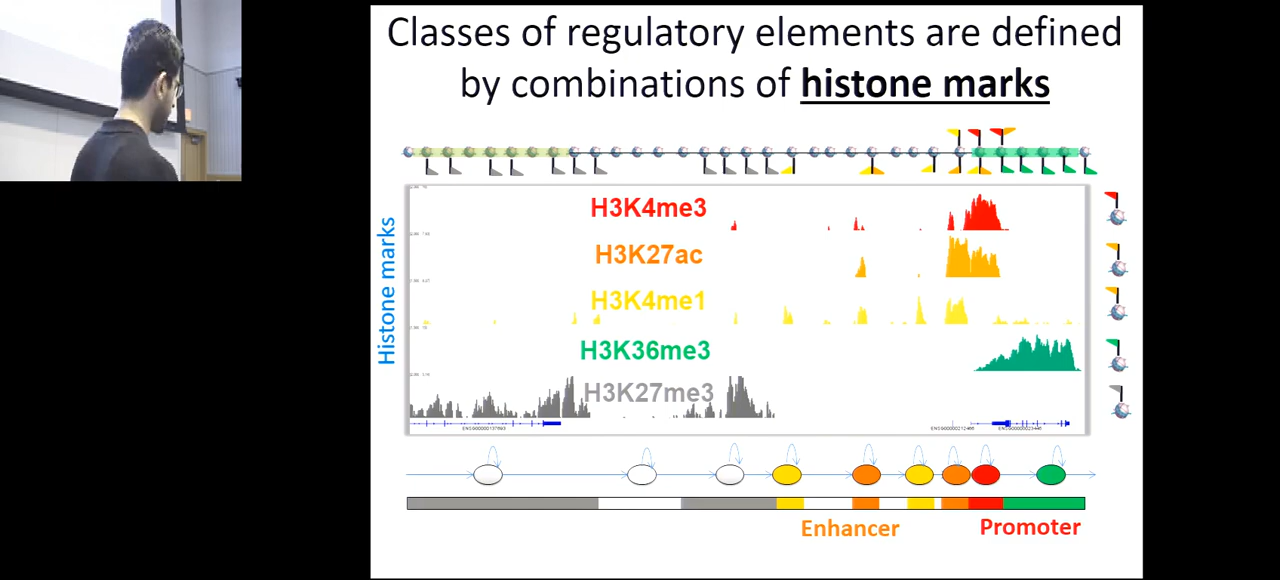 Classes of regulatory elements are defined
by combinations of histone marks
Histone marks
H3K4me3
H3K27ac
H3K4me1
H3K36me3
H3K27me3
Enhancer
Promoter